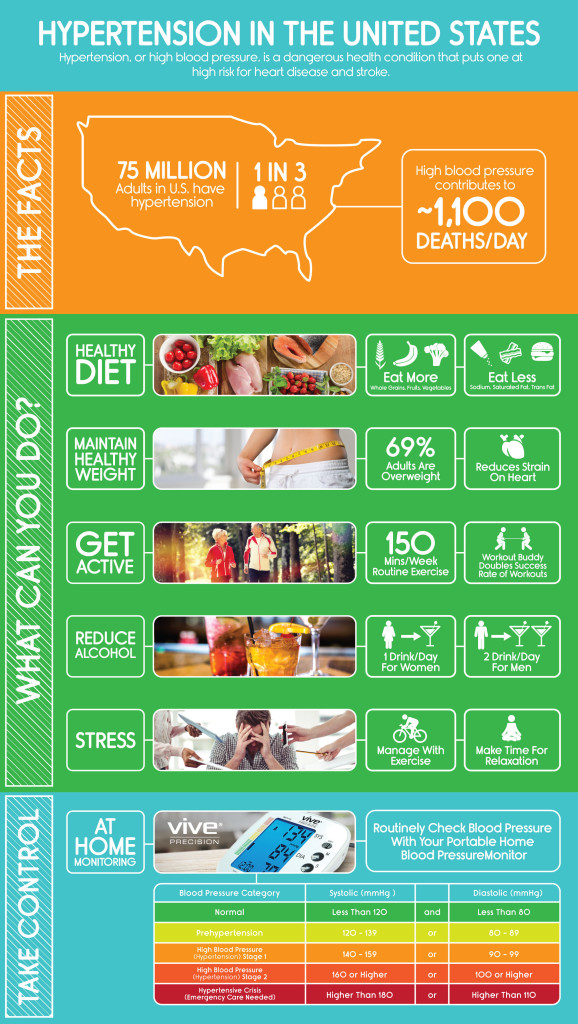 HYPERTENSION IN THE UNITED STATES
Hypertension, or high blood pressure, is a dangerous health condition that puts one at
high risk for heart disease and stroke.
THE FACTS
75 MILLION
Adults in U.S. have
hypertension
1 IN 3
High blood pressure
contributes to
~1,100
DEATHS/DAY
WHAT CAN YOU DO?
HEALTHY
DIET
Eat More
Whole Grains, Fruits, Vegetables
Eat Less
Sodium, Saturated Fat, Trans Fat
MAINTAIN
HEALTHY
WEIGHT
69%
Adults Are
Overweight
Reduces Strain
On Heart
GET
ACTIVE
150
Mins/Week
Routine Exercise
Workout Buddy
Doubles Success
Rate of Workouts
REDUCE
ALCOHOL
1 Drink/Day
For Women
2 Drink/Day
For Men
STRESS
Manage With
Exercise
Make Time For
Relaxation
TAKE CONTROL
AT
HOME
MONITORING
vive®
PRECISION
vive
134
SYS
84
DIA
Routinely Check Blood Pressure
With Your Portable Home
Blood PressureMonitor
Blood Pressure Category Systolic (mmHg ) Diastolic (mmHg)
Normal Less Than 120 and Less Than 80
Prehypertension 120 - 139 or 80 - 89
High Blood Pressure
(Hypertension) Stage 1 140 - 159 or 90 - 99
High Blood Pressure
(Hypertension) Stage 2 160 or Higher or 100 or Higher
Hypertensive Crisis
(Emergency Care Needed) Higher Than 180 or Higher Than 110